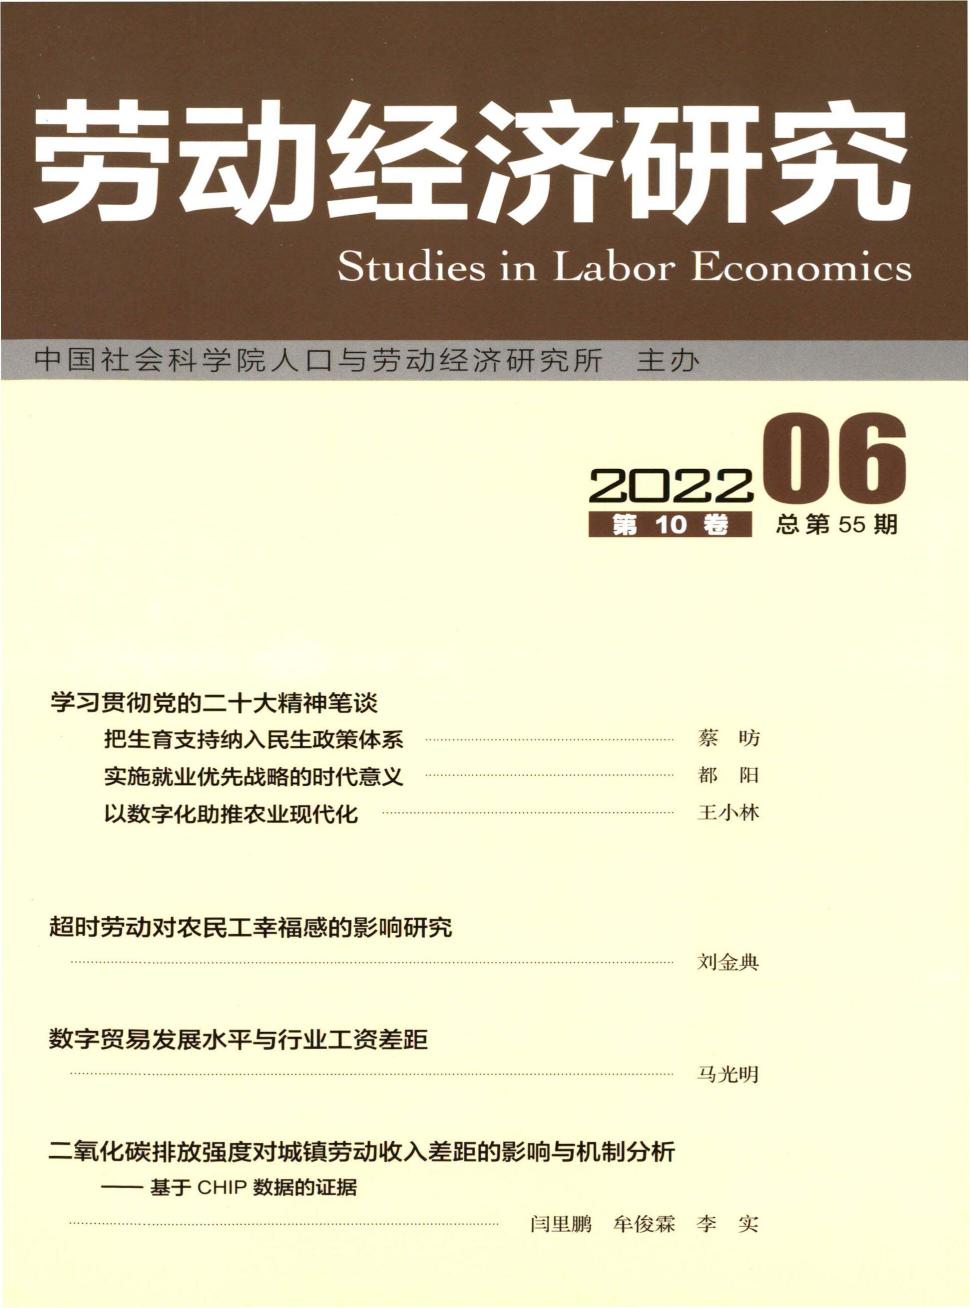 劳动经济研究
Studies in Labor Economics
中国社会科学院人口与劳动经济研究所 主办
2022 06
第 10 卷 总第 55 期
学习贯彻党的二十大精神笔谈
把生育支持纳入民生政策体系 蔡 昉
实施就业优先战略的时代意义 都 阳
以数字化助推农业现代化 王小林
超时劳动对农民工幸福感的影响研究
刘金典
数字贸易发展水平与行业工资差距
马光明
二氧化碳排放强度对城镇劳动收入差距的影响与机制分析
—— 基于 CHIP 数据的证据
闫里鹏 牟俊霖 李 实